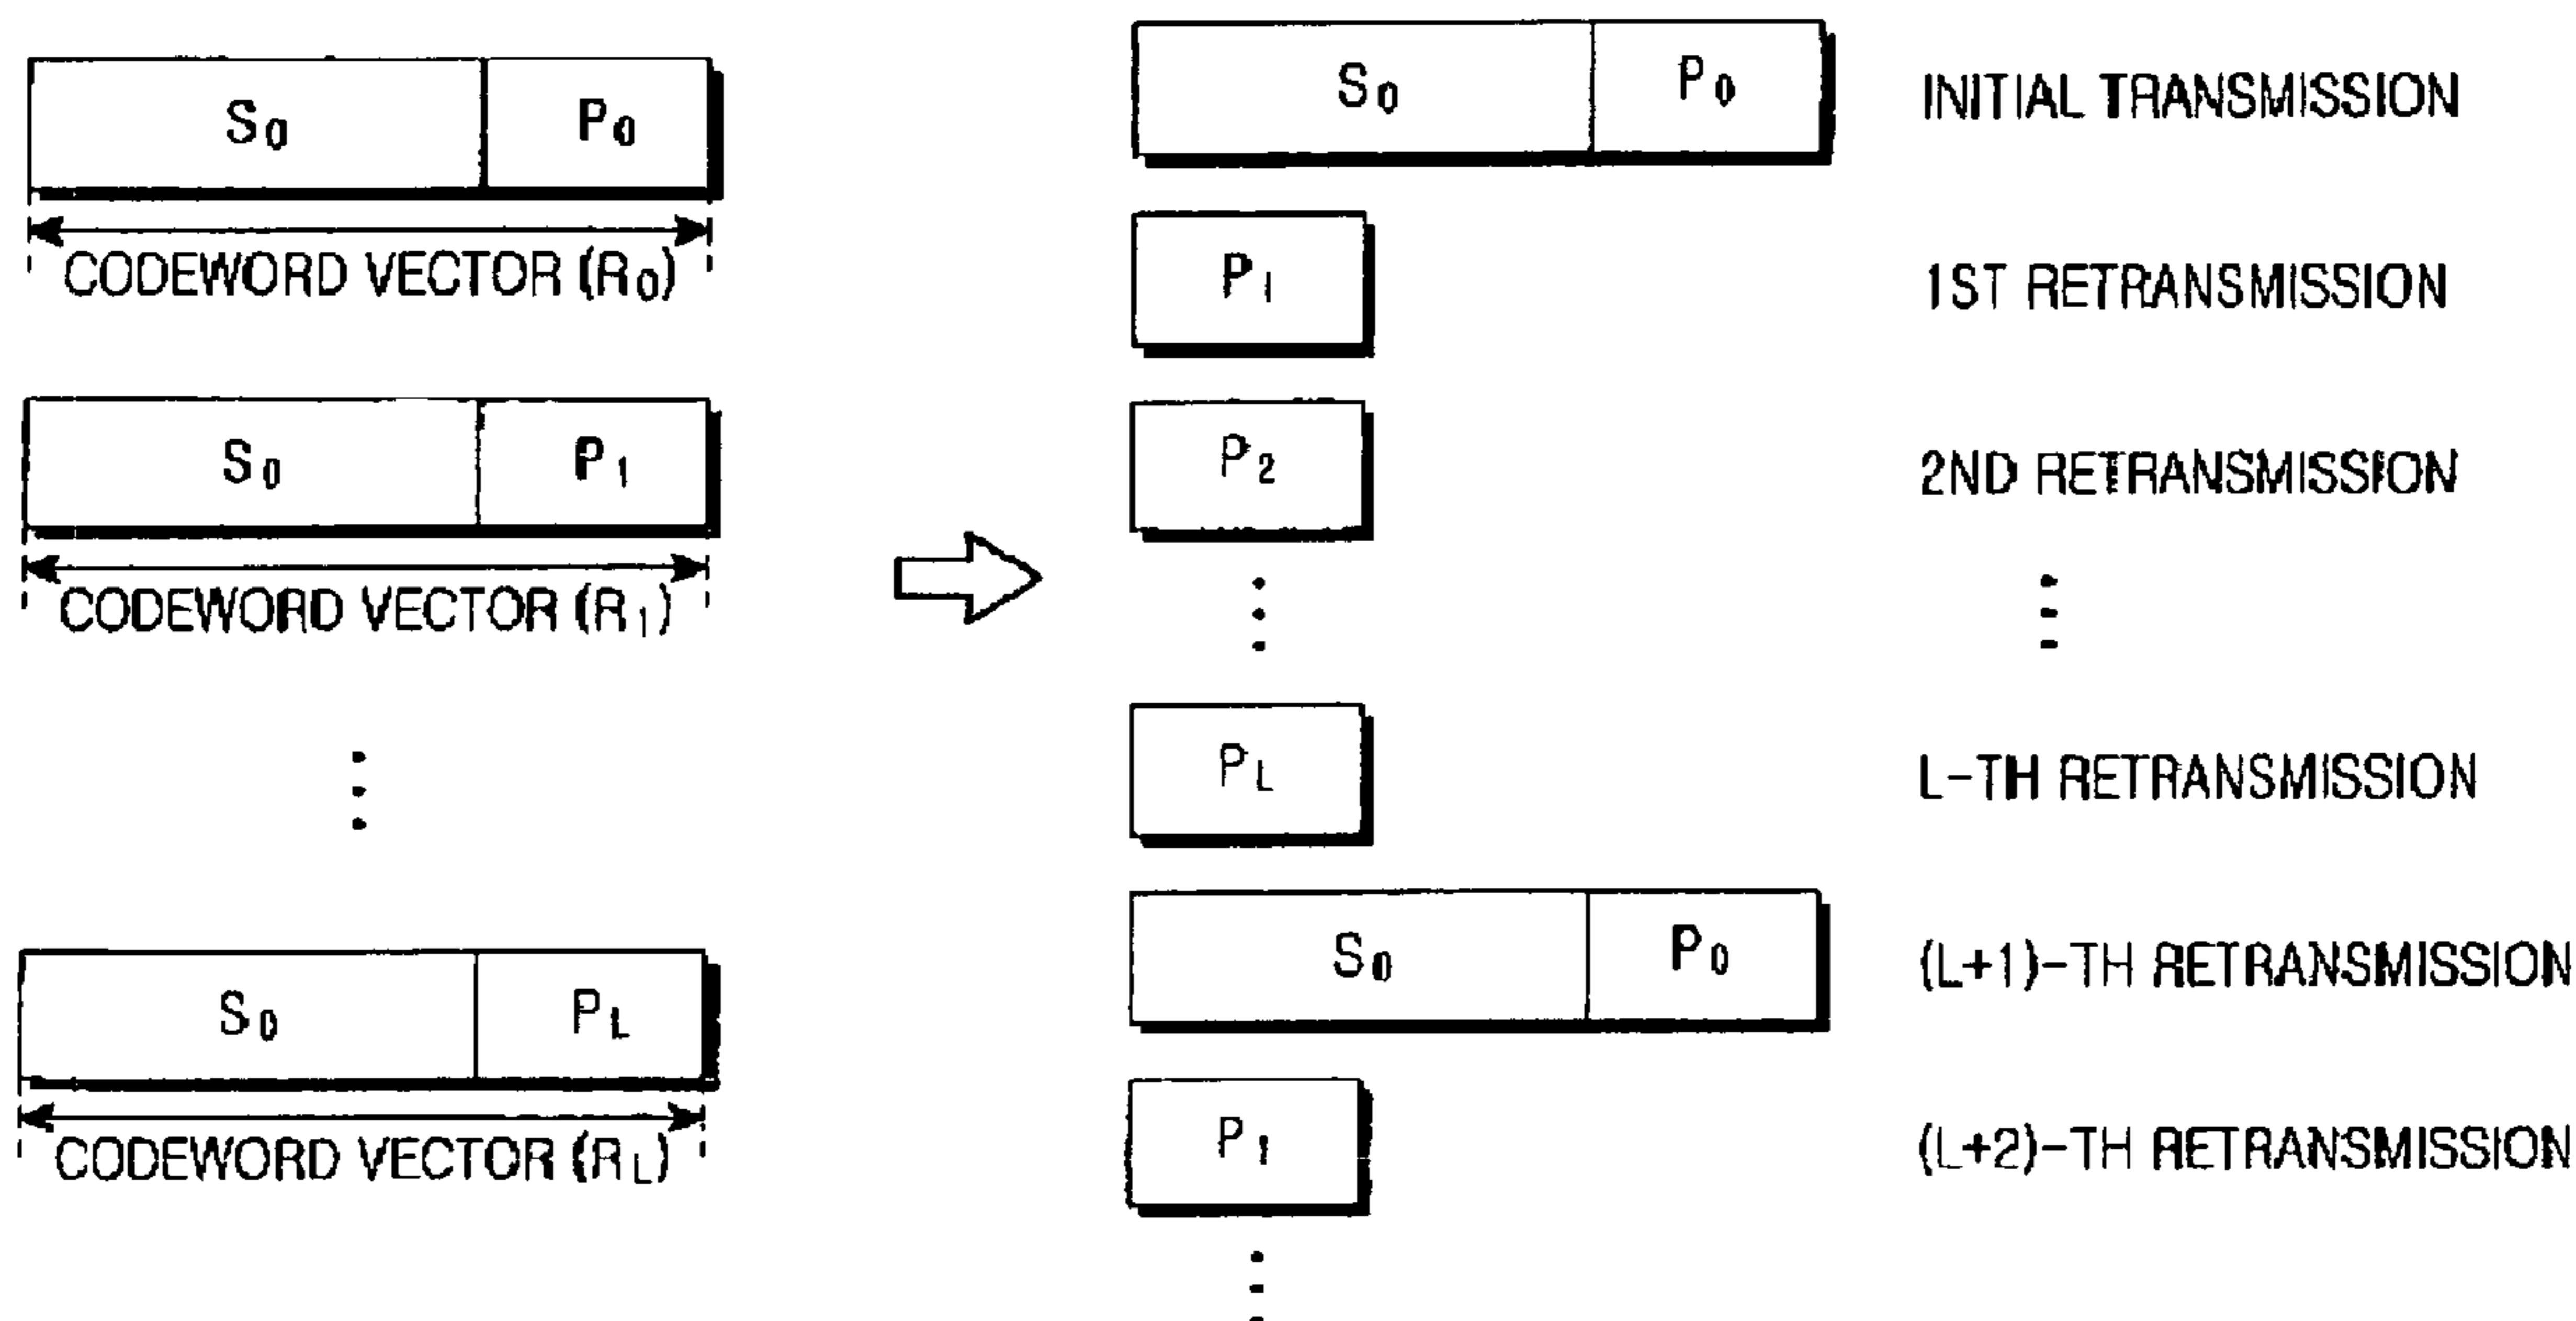 S0 P0
CODEWORD VECTOR (R0)
S0 P1
CODEWORD VECTOR (R1)
S0 PL
CODEWORD VECTOR (RL)
S0 P0 INITIAL TRANSMISSION
P1 1ST RETRANSMISSION
P2 2ND RETRANSMISSION
PL L-TH RETRANSMISSION
S0 P0 (L+1)-TH RETRANSMISSION
P1 (L+2)-TH RETRANSMISSION